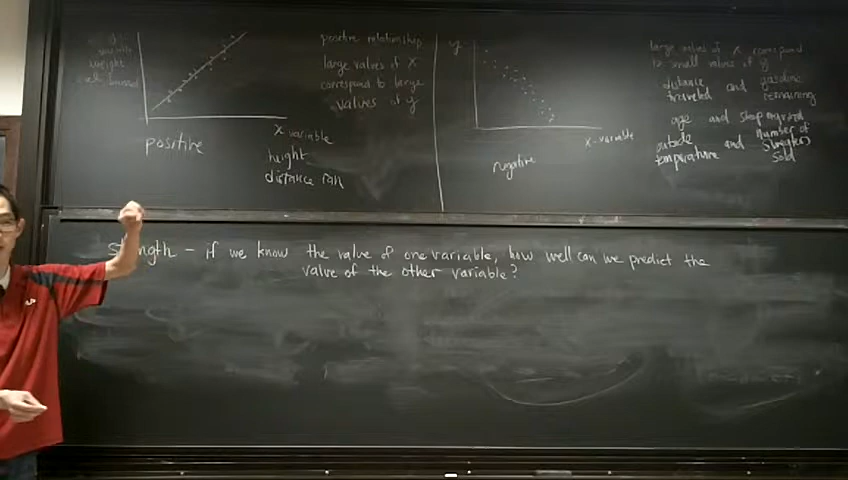 y-
variable
weight
positive
x variable
height
distance ran
positive relationship
large values of x
correspond to large
values of y
y
x-variable
negative
large values of x correspond
to small values of y
distance traveled and gasoline remaining
age and sleep required
outside temperature and number of sweaters sold
Strength - if we know the value of one variable, how well can we predict the
value of the other variable?